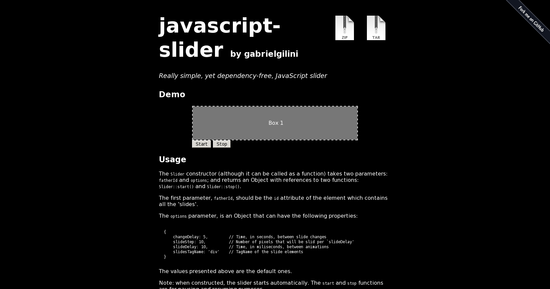 Fork me on GitHub
javascript-
slider by gabrielgilini
ZIP TAR
Really simple, yet dependency-free, JavaScript slider
Demo
Box 1
Start Stop
Usage
The Slider constructor (although it can be called as a function) takes two parameters:
fatherId and options; and returns an Object with references to two functions:
Slider::start() and Slider::stop().
The first parameter, fatherId, should be the id attribute of the element which contains
all the 'slides'.
The options parameter, is an Object that can have the following properties:
{
changeDelay: 5, // Time, in seconds, between slide changes
slideStep: 10, // Number of pixels that will be slid per `slideDelay'
slideDelay: 10, // Time, in miliseconds, between animations
slidesTagName: 'div' // TagName of the slide elements
}
The values presented above are the default ones.
Note: when constructed, the slider starts automatically. The start and stop functions